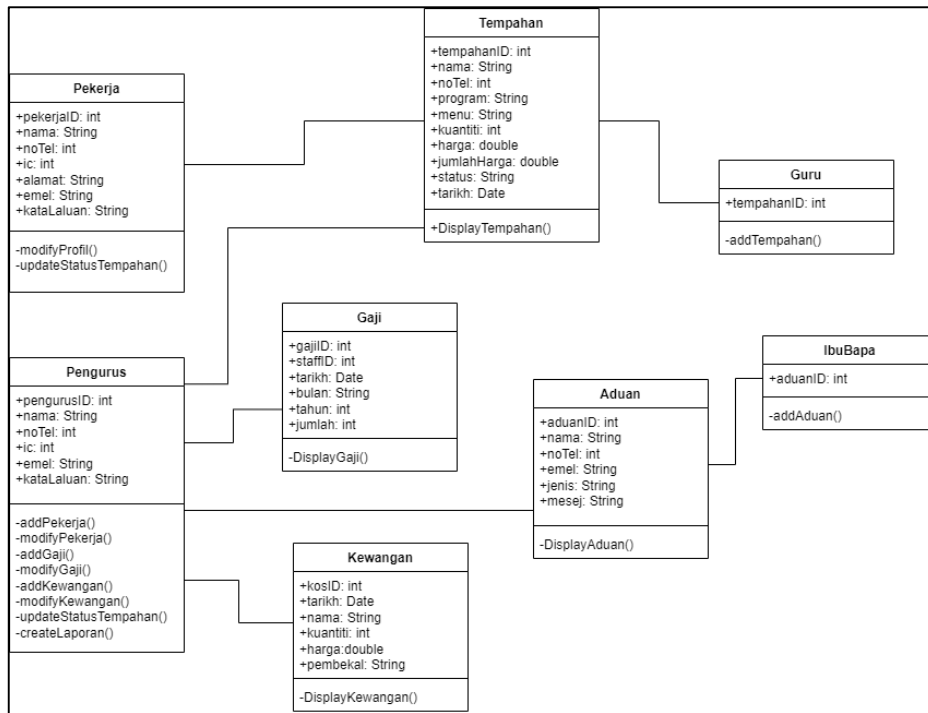 Tempahan
+tempahanID: int
+nama: String
+noTel: int
+program: String
+menu: String
+kuantiti: int
+harga: double
+jumlahHarga: double
+status: String
+tarikh: Date
+DisplayTempahan()
Pekerja
+pekerjaID: int
+nama: String
+noTel: int
+ic: int
+alamat: String
+emel: String
+kataLaluan: String
-modifyProfil()
-updateStatusTempahan()
Guru
+tempahanID: int
-addTempahan()
Gaji
+gajiID: int
+staffID: int
+tarikh: Date
+bulan: String
+tahun: int
+jumlah: int
-DisplayGaji()
IbuBapa
+aduanID: int
-addAduan()
Pengurus
+pengurusID: int
+nama: String
+noTel: int
+ic: int
+emel: String
+kataLaluan: String
-addPekerja()
-modifyPekerja()
-addGaji()
-modifyGaji()
-addKewangan()
-modifyKewangan()
-updateStatusTempahan()
-createLaporan()
Aduan
+aduanID: int
+nama: String
+noTel: int
+emel: String
+jenis: String
+mesej: String
-DisplayAduan()
Kewangan
+kosID: int
+tarikh: Date
+nama: String
+kuantiti: int
+harga:double
+pembekal: String
-DisplayKewangan()